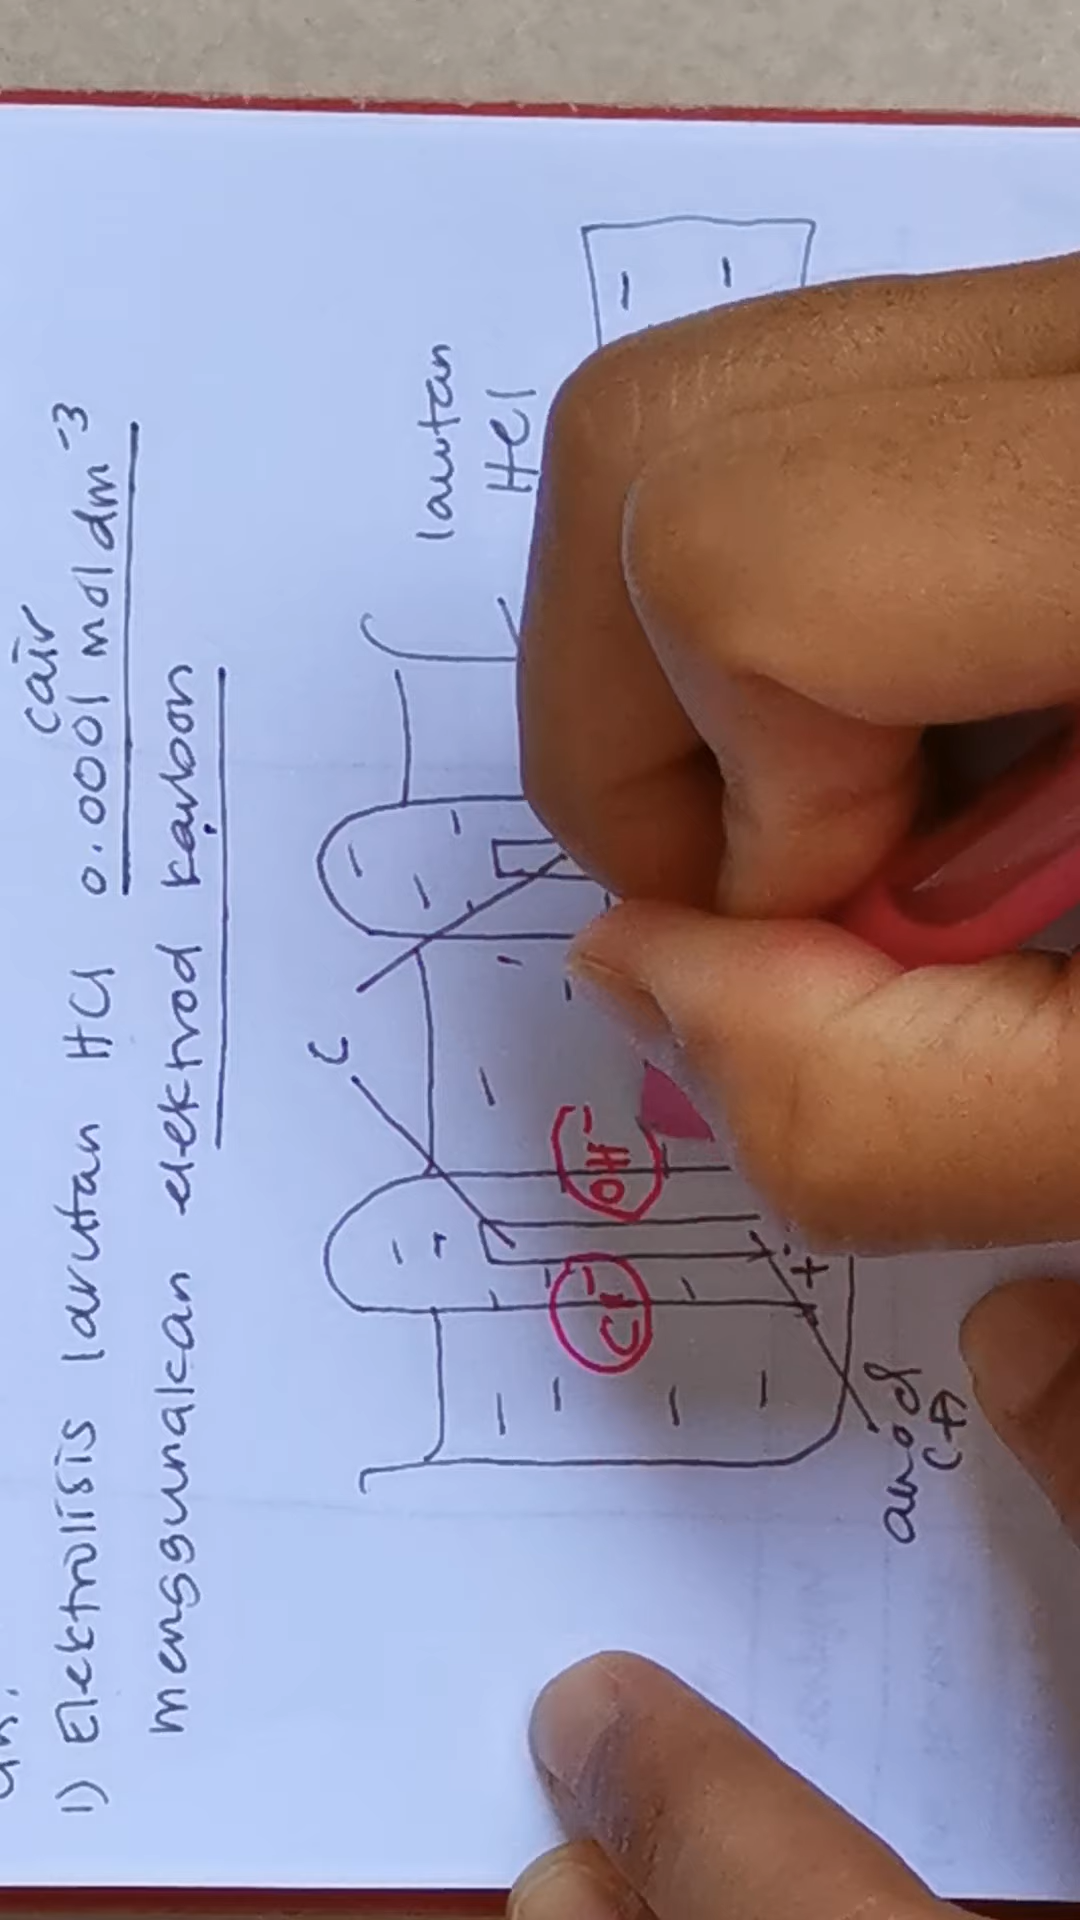 cair
1) Elektrolisis larutan HCl 0.0001 mol dm⁻³
menggunakan elektrod karbon
C
larutan
HCl
Cl⁻
OH⁻
+
anod
(+)